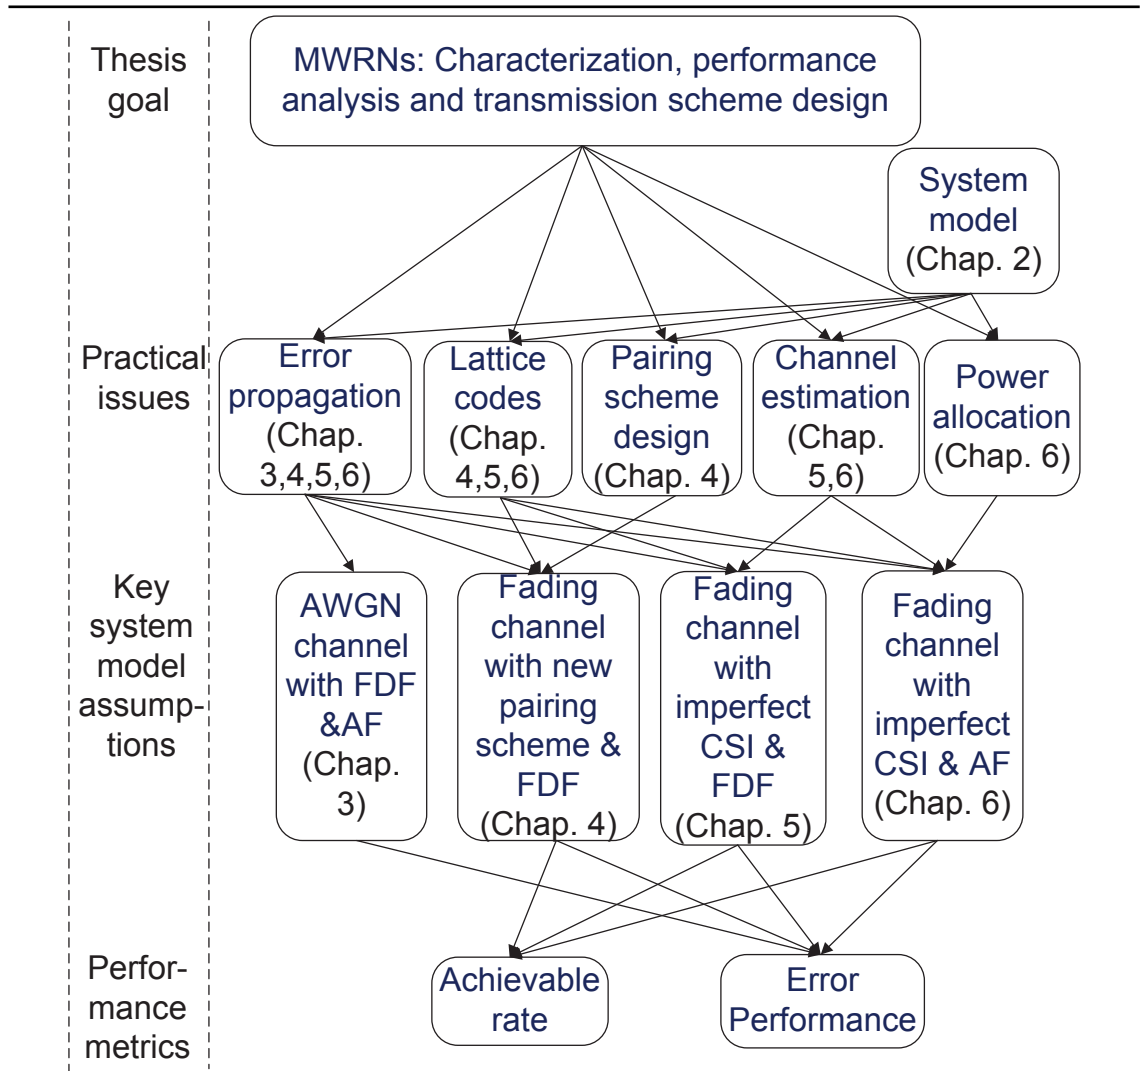 Thesis
goal
MWRNs: Characterization, performance
analysis and transmission scheme design
System
model
(Chap. 2)
Practical
issues
Error
propagation
(Chap.
3,4,5,6)
Lattice
codes
(Chap.
4,5,6)
Pairing
scheme
design
(Chap. 4)
Channel
estimation
(Chap.
5,6)
Power
allocation
(Chap. 6)
Key
system
model
assump-
tions
AWGN
channel
with FDF
&AF
(Chap.
3)
Fading
channel
with new
pairing
scheme &
FDF
(Chap. 4)
Fading
channel
with
imperfect
CSI &
FDF
(Chap. 5)
Fading
channel
with
imperfect
CSI & AF
(Chap. 6)
Perfor-
mance
metrics
Achievable
rate
Error
Performance